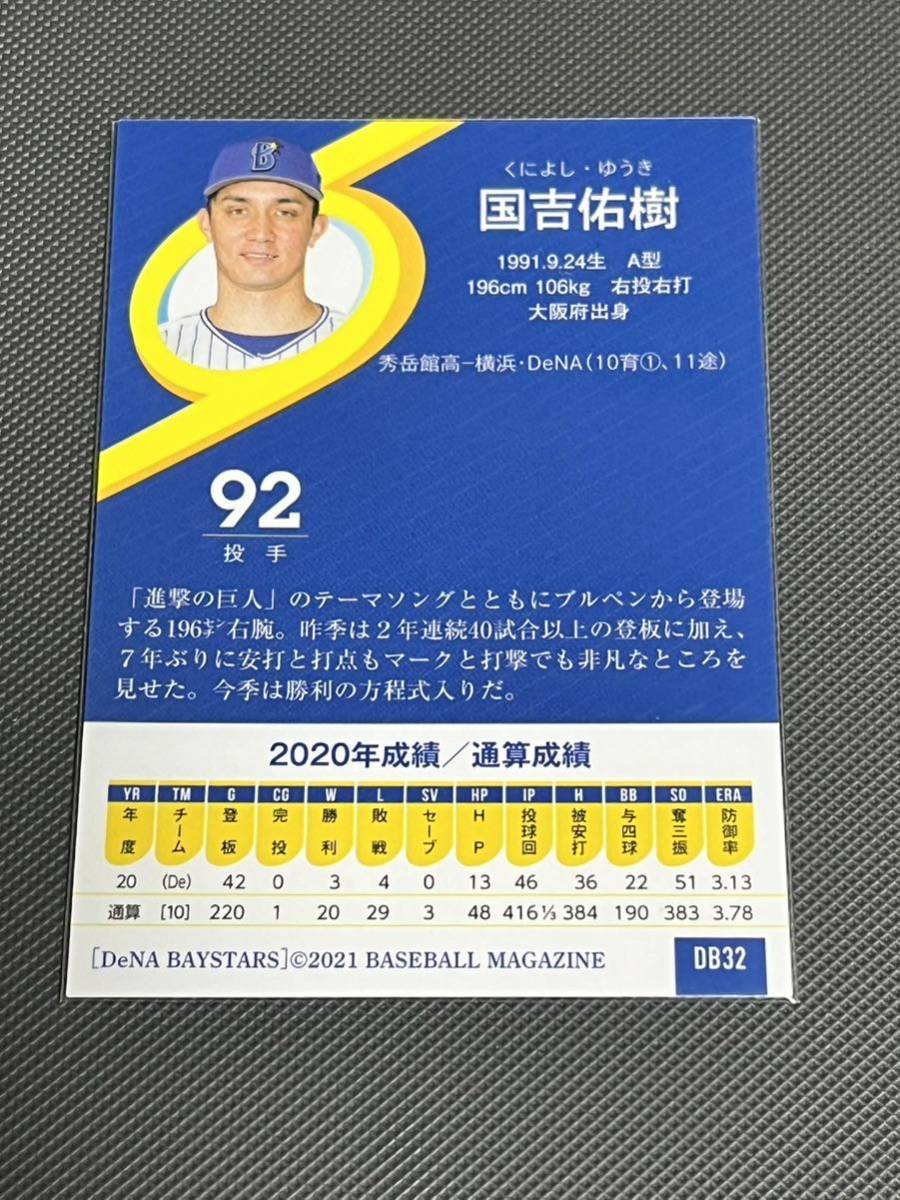 B
くによし・ゆうき
国吉佑樹
1991.9.24生 A型
196cm 106kg 右投右打
大阪府出身
秀岳館高-横浜・DeNA(10育①、11途)
92
投手
「進撃の巨人」のテーマソングとともにブルペンから登場
する196㌢右腕。昨季は2年連続40試合以上の登板に加え、
7年ぶりに安打と打点もマークと打撃でも非凡なところを
見せた。今季は勝利の方程式入りだ。
2020年成績/通算成績
YR TM G CG W L SV HP IP H BB SO ERA
年度 チーム 登板 完投 勝利 敗戦 セーブ HP 投球回 被安打 与四球 奪三振 防御率
20 (De) 42 0 3 4 0 13 46 36 22 51 3.13
通算 [10] 220 1 20 29 3 48 416⅓ 384 190 383 3.78
[DeNA BAYSTARS]©2021 BASEBALL MAGAZINE
DB32